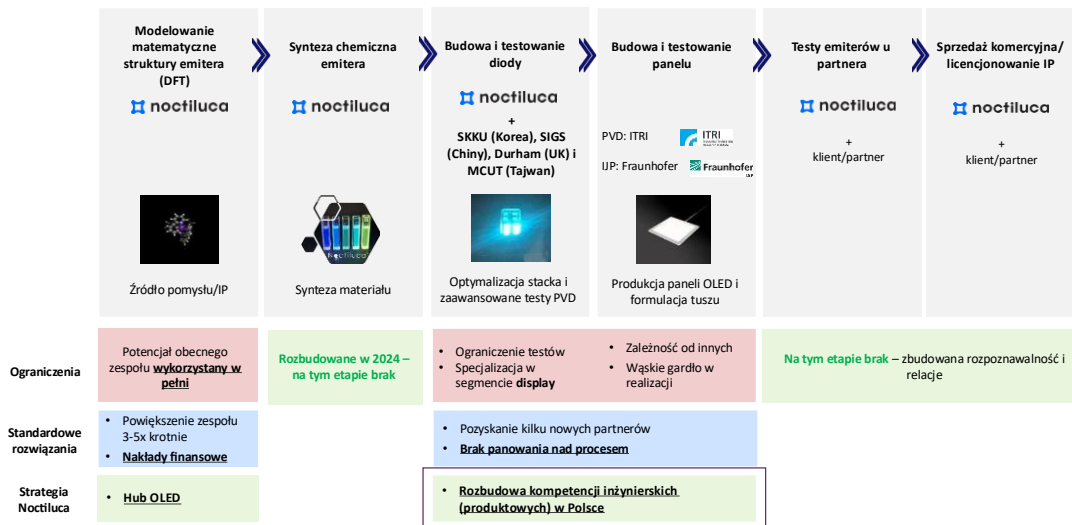 Modelowanie
matematyczne
struktury emitera
(DFT)
noctiluca
Źródło pomysłu/IP
Synteza chemiczna
emitera
noctiluca
Noctiluca
Synteza materiału
Budowa i testowanie
diody
noctiluca
+
SKKU (Korea), SIGS
(Chiny), Durham (UK) i
MCUT (Tajwan)
Optymalizacja stacka i
zaawansowane testy PVD
Budowa i testowanie
panelu
PVD: ITRI
ITRI
IJP: Fraunhofer
Fraunhofer
IAP
Produkcja paneli OLED i
formulacja tuszu
Testy emiterów u
partnera
noctiluca
+
klient/partner
Sprzedaż komercyjna/
licencjonowanie IP
noctiluca
+
klient/partner
Ograniczenia
Potencjał obecnego
zespołu wykorzystany w
pełni
Rozbudowane w 2024 –
na tym etapie brak
• Ograniczenie testów
• Specjalizacja w
segmencie display
• Zależność od innych
• Wąskie gardło w
realizacji
Na tym etapie brak – zbudowana rozpoznawalność i
relacje
Standardowe
rozwiązania
• Powiększenie zespołu
3-5x krotnie
• Nakłady finansowe
• Pozyskanie kilku nowych partnerów
• Brak panowania nad procesem
Strategia
Noctiluca
• Hub OLED
• Rozbudowa kompetencji inżynierskich
(produktowych) w Polsce